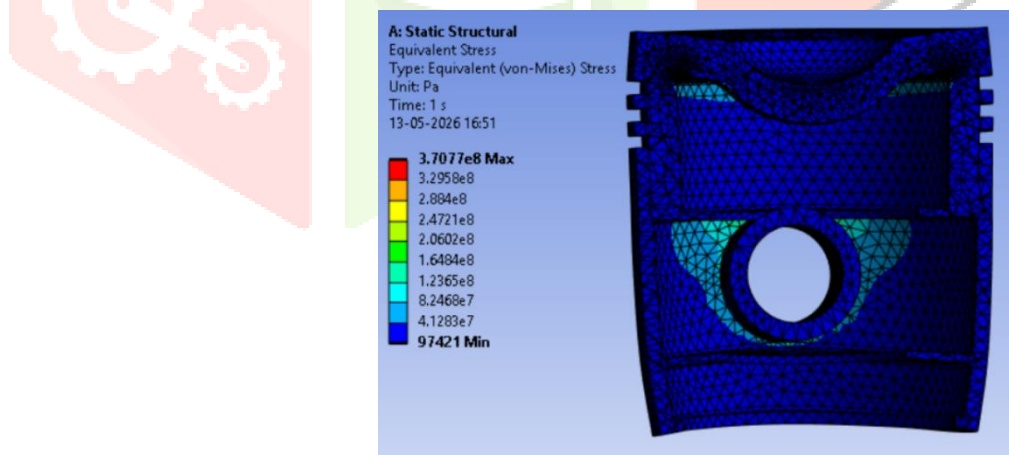 A: Static Structural
Equivalent Stress
Type: Equivalent (von-Mises) Stress
Unit: Pa
Time: 1 s
13-05-2026 16:51
3.7077e8 Max
3.2958e8
2.884e8
2.4721e8
2.0602e8
1.6484e8
1.2365e8
8.2468e7
4.1283e7
97421 Min